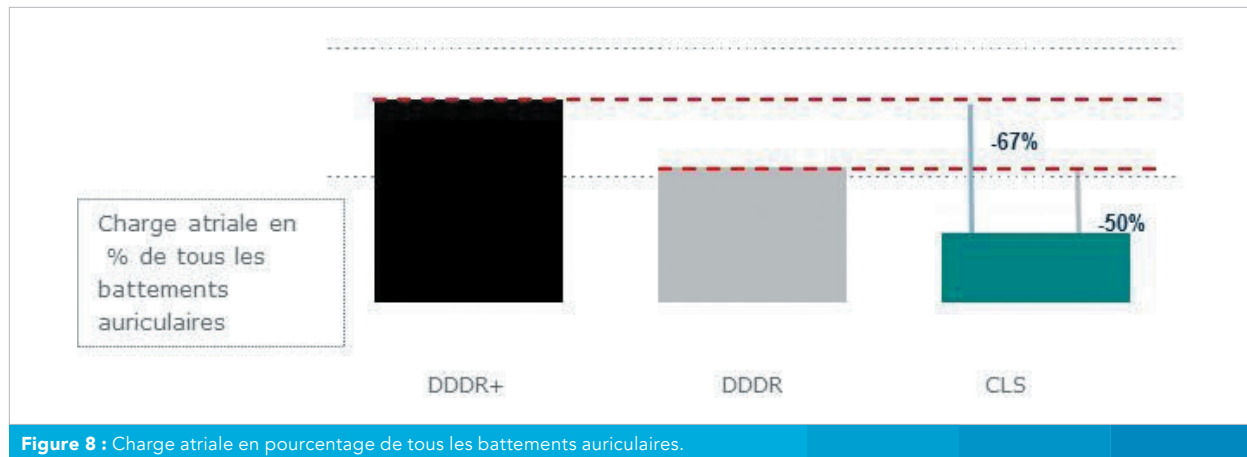 -67%
-50%
Charge atriale en
% de tous les
battements
auriculaires
DDDR+ DDDR CLS
Figure 8 : Charge atriale en pourcentage de tous les battements auriculaires.